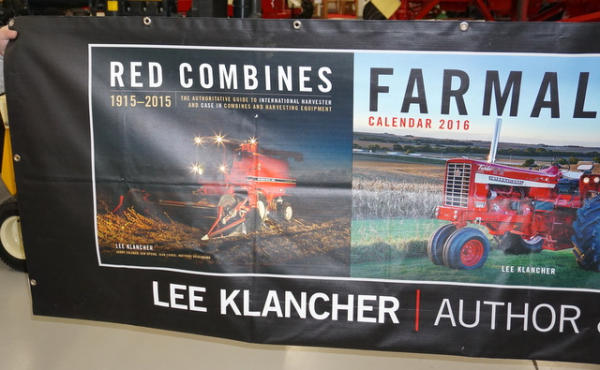 RED COMBINES
1915–2015
THE AUTHORITATIVE GUIDE TO INTERNATIONAL HARVESTER
AND CASE IH COMBINES AND HARVESTING EQUIPMENT
LEE KLANCHER
FARMAL
CALENDAR 2016
INTERNATIONAL
LEE KLANCHER
LEE KLANCHER | AUTHOR